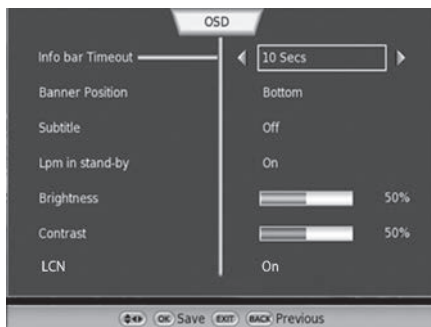 OSD
Info bar Timeout 10 Secs
Banner Position Bottom
Subtitle Off
Lpm in stand-by On
Brightness 50%
Contrast 50%
LCN On
OK Save EXIT BACK Previous